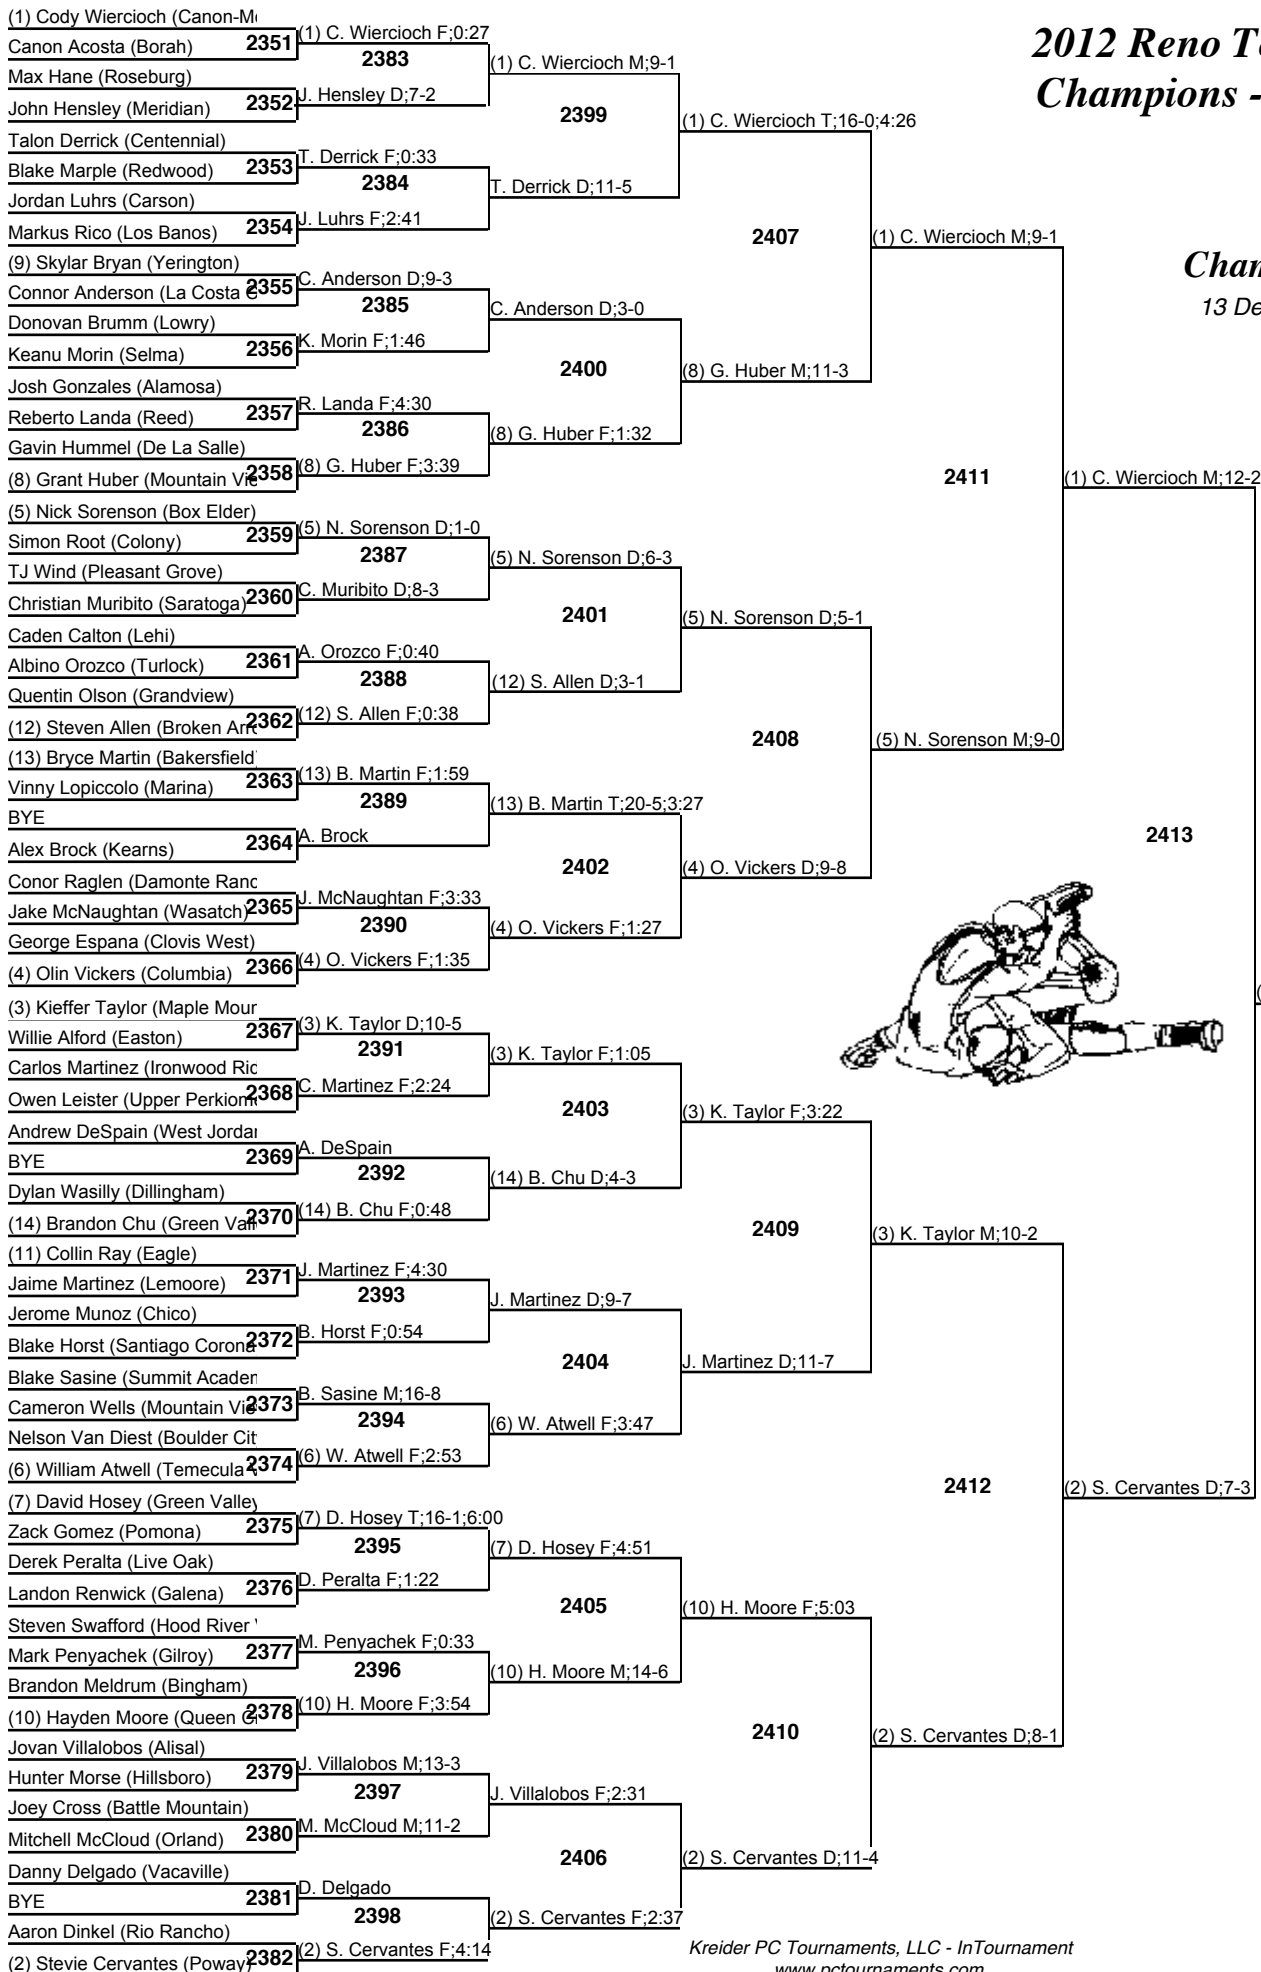 (1) Cody Wiercioch (Canon-M
Canon Acosta (Borah)
2351
Max Hane (Roseburg)
John Hensley (Meridian)
2352
Talon Derrick (Centennial)
Blake Marple (Redwood)
2353
Jordan Luhrs (Carson)
Markus Rico (Los Banos)
2354
(9) Skylar Bryan (Yerington)
Connor Anderson (La Costa
2355
Donovan Brumm (Lowry)
Keanu Morin (Selma)
2356
Josh Gonzales (Alamosa)
Reberto Landa (Reed)
2357
Gavin Hummel (De La Salle)
(8) Grant Huber (Mountain Vie
2358
(5) Nick Sorenson (Box Elder)
Simon Root (Colony)
2359
TJ Wind (Pleasant Grove)
Christian Muribito (Saratoga)
2360
Caden Calton (Lehi)
Albino Orozco (Turlock)
2361
Quentin Olson (Grandview)
(12) Steven Allen (Broken Arr
2362
(13) Bryce Martin (Bakersfield)
Vinny Lopiccolo (Marina)
2363
BYE
Alex Brock (Kearns)
2364
Conor Raglen (Damonte Ranc
Jake McNaughtan (Wasatch)
2365
George Espana (Clovis West)
(4) Olin Vickers (Columbia)
2366
(3) Kieffer Taylor (Maple Moun
Willie Alford (Easton)
2367
Carlos Martinez (Ironwood Rid
Owen Leister (Upper Perkiom
2368
Andrew DeSpain (West Jordan
BYE
2369
Dylan Wasilly (Dillingham)
(14) Brandon Chu (Green Vall
2370
(11) Collin Ray (Eagle)
Jaime Martinez (Lemoore)
2371
Jerome Munoz (Chico)
Blake Horst (Santiago Corona
2372
Blake Sasine (Summit Academ
Cameron Wells (Mountain Vie
2373
Nelson Van Diest (Boulder City
(6) William Atwell (Temecula
2374
(7) David Hosey (Green Valley
Zack Gomez (Pomona)
2375
Derek Peralta (Live Oak)
Landon Renwick (Galena)
2376
Steven Swafford (Hood River
Mark Penyachek (Gilroy)
2377
Brandon Meldrum (Bingham)
(10) Hayden Moore (Queen
2378
Jovan Villalobos (Alisal)
Hunter Morse (Hillsboro)
2379
Joey Cross (Battle Mountain)
Mitchell McCloud (Orland)
2380
Danny Delgado (Vacaville)
BYE
2381
Aaron Dinkel (Rio Rancho)
(2) Stevie Cervantes (Poway)
2382
(1) C. Wiercioch F;0:27
2383
J. Hensley D;7-2
T. Derrick F;0:33
2384
J. Luhrs F;2:41
C. Anderson D;9-3
2385
K. Morin F;1:46
R. Landa F;4:30
2386
(8) G. Huber F;3:39
(5) N. Sorenson D;1-0
2387
C. Muribito D;8-3
A. Orozco F;0:40
2388
(12) S. Allen F;0:38
(13) B. Martin F;1:59
2389
A. Brock
J. McNaughtan F;3:33
2390
(4) O. Vickers F;1:35
(3) K. Taylor D;10-5
2391
C. Martinez F;2:24
A. DeSpain
2392
(14) B. Chu F;0:48
J. Martinez F;4:30
2393
B. Horst F;0:54
B. Sasine M;16-8
2394
(6) W. Atwell F;2:53
(7) D. Hosey T;16-1;6:00
2395
D. Peralta F;1:22
M. Penyachek F;0:33
2396
(10) H. Moore F;3:54
J. Villalobos M;13-3
2397
M. McCloud M;11-2
D. Delgado
2398
(2) S. Cervantes F;4:14
(1) C. Wiercioch M;9-1
2399
T. Derrick D;11-5
C. Anderson D;3-0
2400
(8) G. Huber F;1:32
(5) N. Sorenson D;6-3
2401
(12) S. Allen D;3-1
(13) B. Martin T;20-5;3:27
2402
(4) O. Vickers F;1:27
(3) K. Taylor F;1:05
2403
(14) B. Chu D;4-3
J. Martinez D;9-7
2404
(6) W. Atwell F;3:47
(7) D. Hosey F;4:51
2405
(10) H. Moore M;14-6
J. Villalobos F;2:31
2406
(2) S. Cervantes F;2:37
(1) C. Wiercioch T;16-0;4:26
2407
(8) G. Huber M;11-3
(5) N. Sorenson D;5-1
2408
(4) O. Vickers D;9-8
(3) K. Taylor F;3:22
2409
J. Martinez D;11-7
(10) H. Moore F;5:03
2410
(2) S. Cervantes D;11-4
(1) C. Wiercioch M;9-1
2411
(5) N. Sorenson M;9-0
(3) K. Taylor M;10-2
2412
(2) S. Cervantes D;8-1
(1) C. Wiercioch M;12-2
2413
(2) S. Cervantes D;7-3
(
2012 Reno T
Champions -
Cham
13 De
Kreider PC Tournaments, LLC - InTournament
www.pctournaments.com